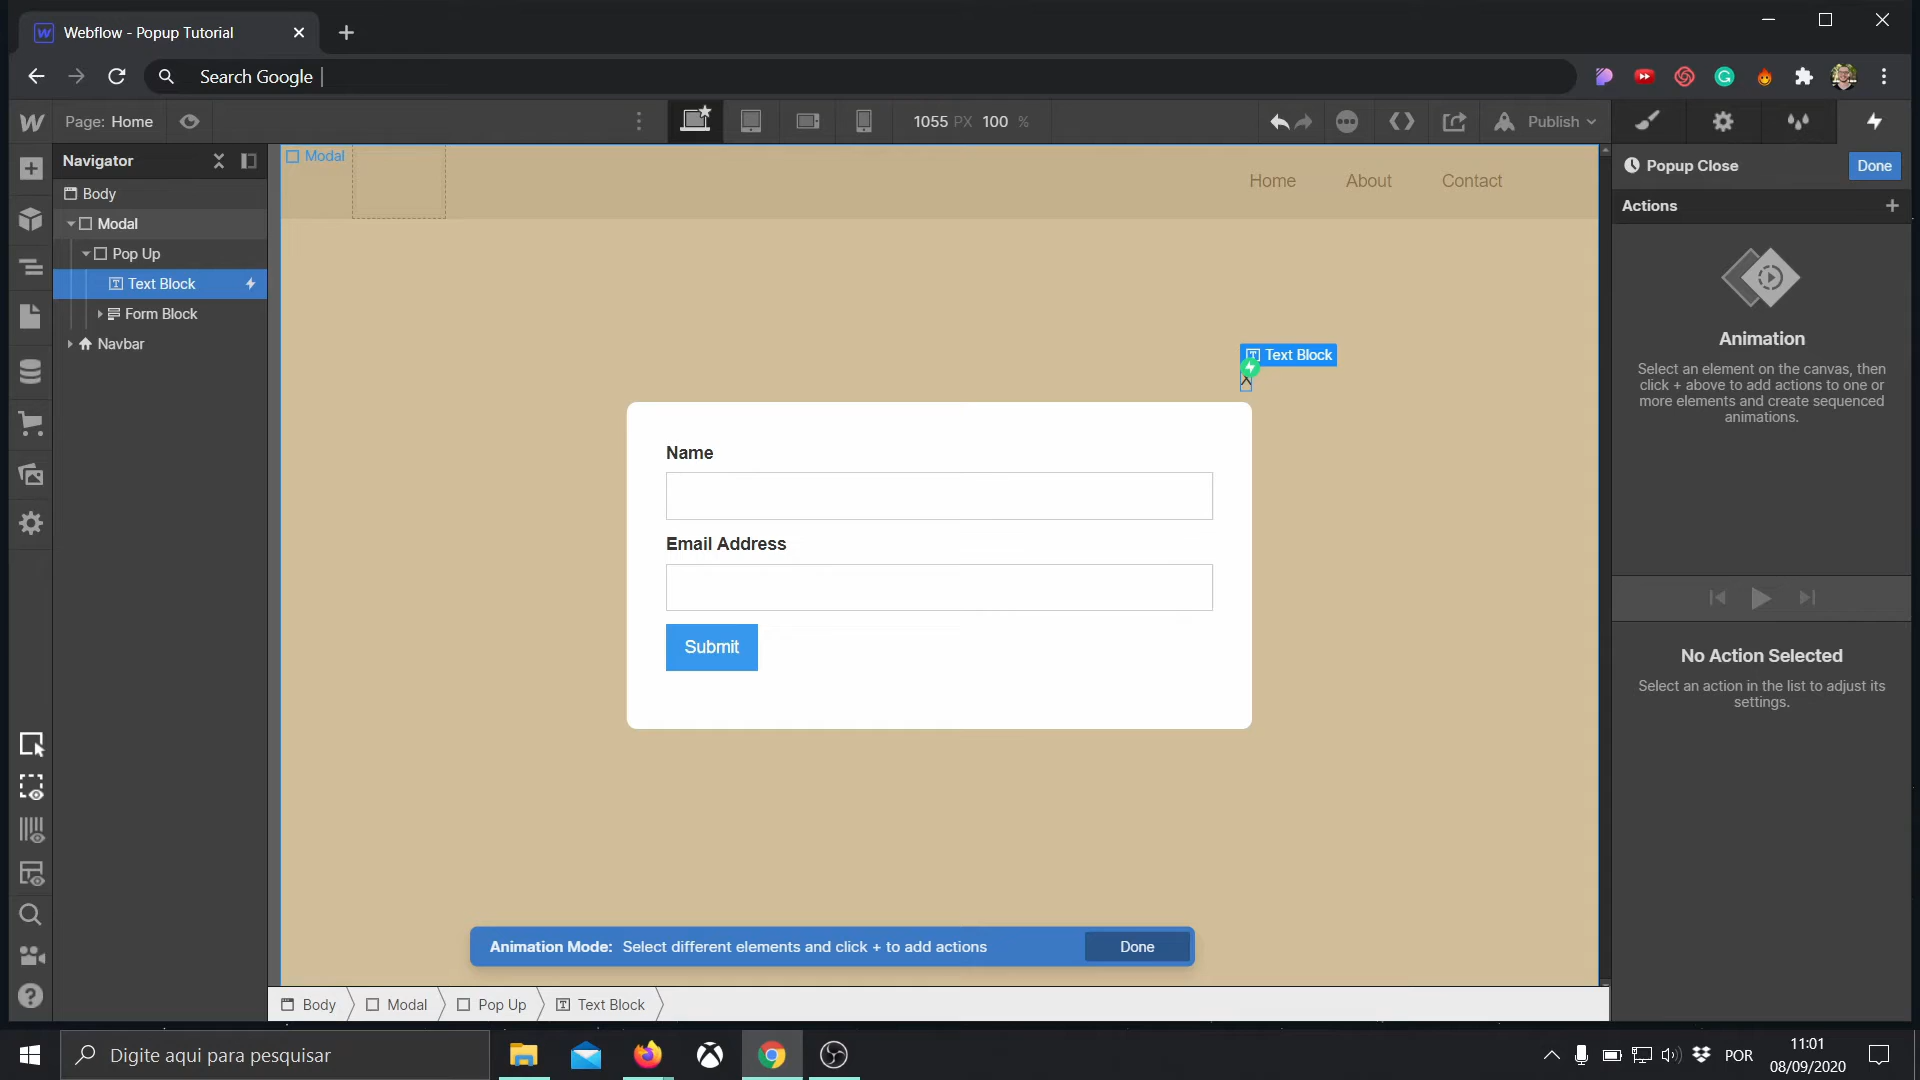 Webflow - Popup Tutorial
Search Google
Page: Home
1055 PX 100 %
Publish
Navigator
Body
Modal
Pop Up
Text Block
Form Block
Navbar
Modal
Home About Contact
Text Block
X
Name
Email Address
Submit
Animation Mode: Select different elements and click + to add actions
Done
Body Modal Pop Up Text Block
Popup Close
Done
Actions
Animation
Select an element on the canvas, then
click + above to add actions to one or
more elements and create sequenced
animations.
No Action Selected
Select an action in the list to adjust its
settings.
Digite aqui para pesquisar
POR
11:01
08/09/2020